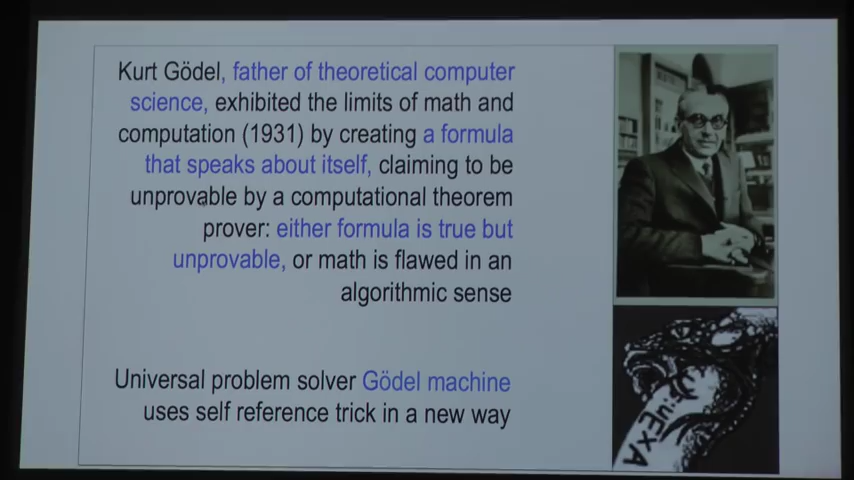 Kurt Gödel, father of theoretical computer
science, exhibited the limits of math and
computation (1931) by creating a formula
that speaks about itself, claiming to be
unprovable by a computational theorem
prover: either formula is true but
unprovable, or math is flawed in an
algorithmic sense
Universal problem solver Gödel machine
uses self reference trick in a new way